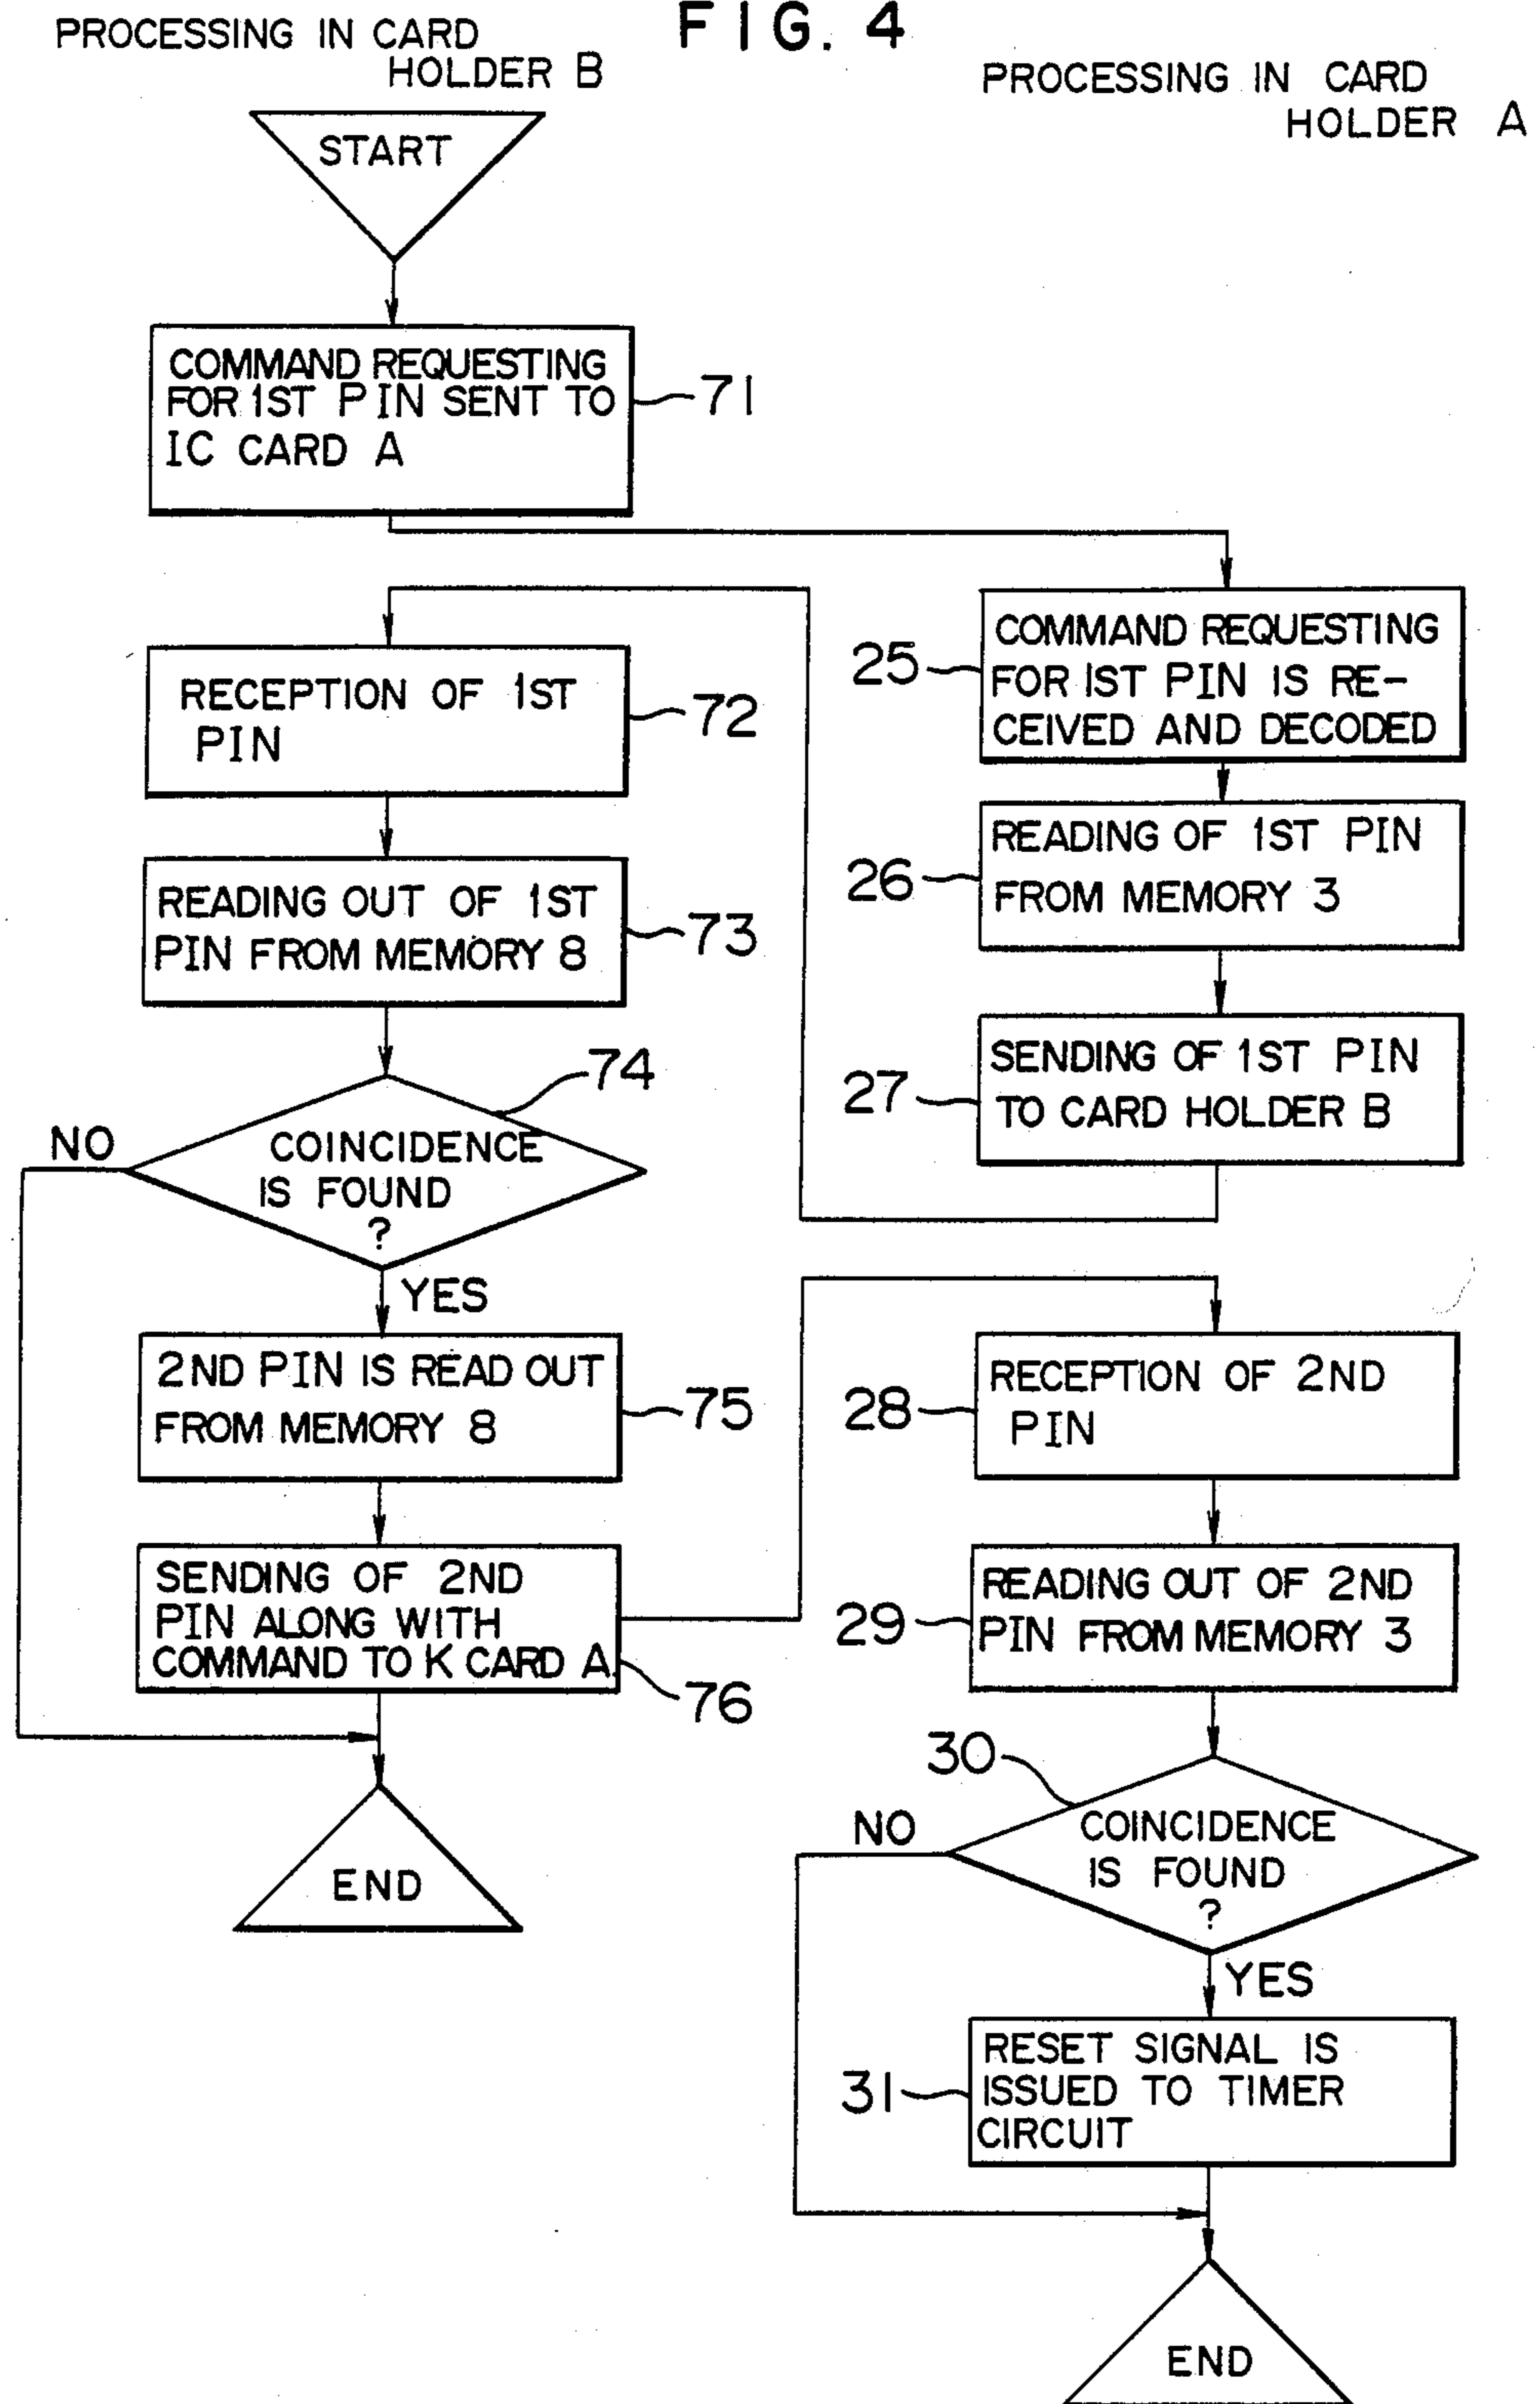 FIG. 4
PROCESSING IN CARD
HOLDER B
PROCESSING IN CARD
HOLDER A
START
COMMAND REQUESTING
FOR 1ST PIN SENT TO
IC CARD A
71
COMMAND REQUESTING
FOR 1ST PIN IS RE-
CEIVED AND DECODED
25
RECEPTION OF 1ST
PIN
72
READING OF 1ST PIN
FROM MEMORY 3
26
READING OUT OF 1ST
PIN FROM MEMORY 8
73
SENDING OF 1ST PIN
TO CARD HOLDER B
27
74
COINCIDENCE
IS FOUND
?
NO
YES
2ND PIN IS READ OUT
FROM MEMORY 8
75
RECEPTION OF 2ND
PIN
28
SENDING OF 2ND
PIN ALONG WITH
COMMAND TO K CARD A
76
READING OUT OF 2ND
PIN FROM MEMORY 3
29
END
30
COINCIDENCE
IS FOUND
?
NO
YES
RESET SIGNAL IS
ISSUED TO TIMER
CIRCUIT
31
END